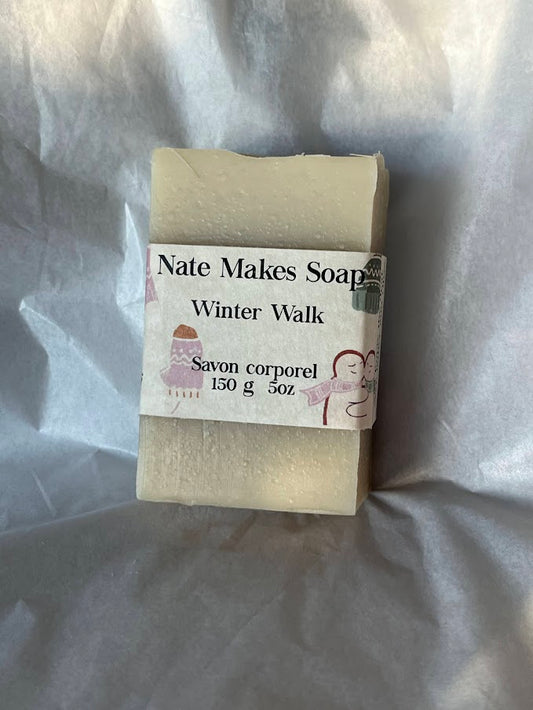 Nate Makes Soap
Winter Walk
Savon corporel
150 g 5oz